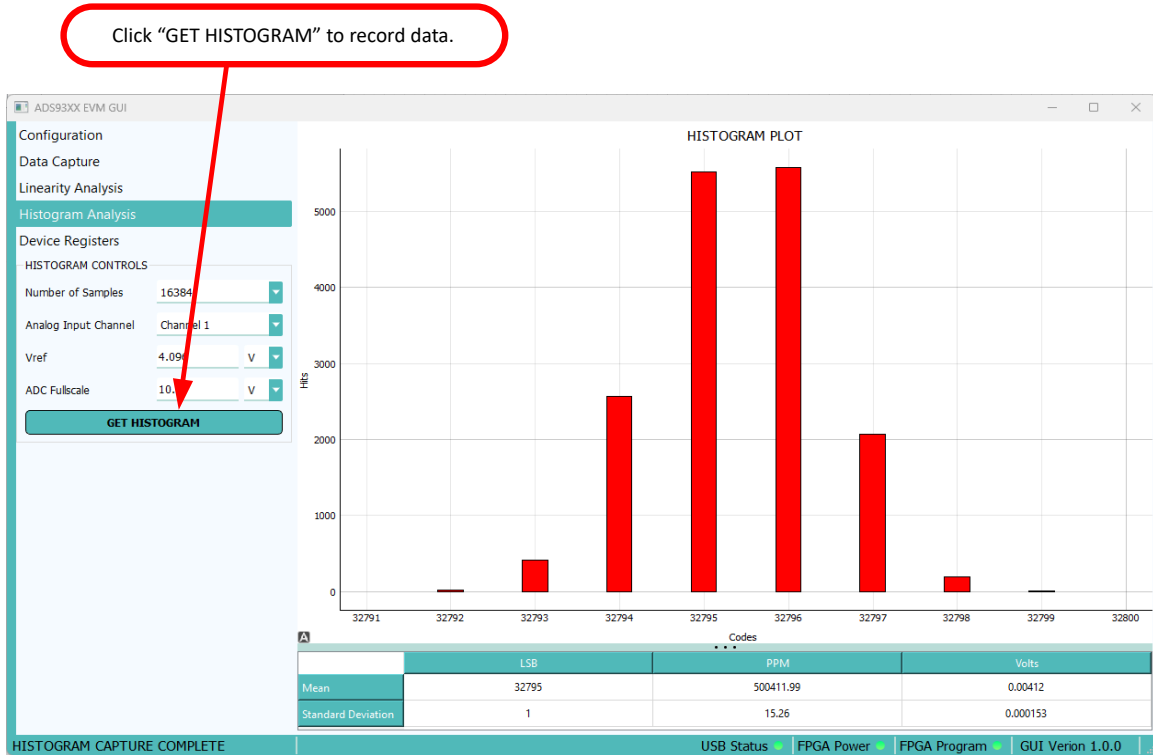 Click “GET HISTOGRAM” to record data.
ADS93XX EVM GUI
Configuration
Data Capture
Linearity Analysis
Histogram Analysis
Device Registers
HISTOGRAM CONTROLS
Number of Samples 16384
Analog Input Channel Channel 1
Vref 4.096 V
ADC Fullscale 10. V
GET HISTOGRAM
HISTOGRAM PLOT
Hits
5000
4000
3000
2000
1000
0
32791 32792 32793 32794 32795 32796 32797 32798 32799 32800
A
Codes
LSB PPM Volts
Mean 32795 500411.99 0.00412
Standard Deviation 1 15.26 0.000153
HISTOGRAM CAPTURE COMPLETE USB Status FPGA Power FPGA Program GUI Verion 1.0.0